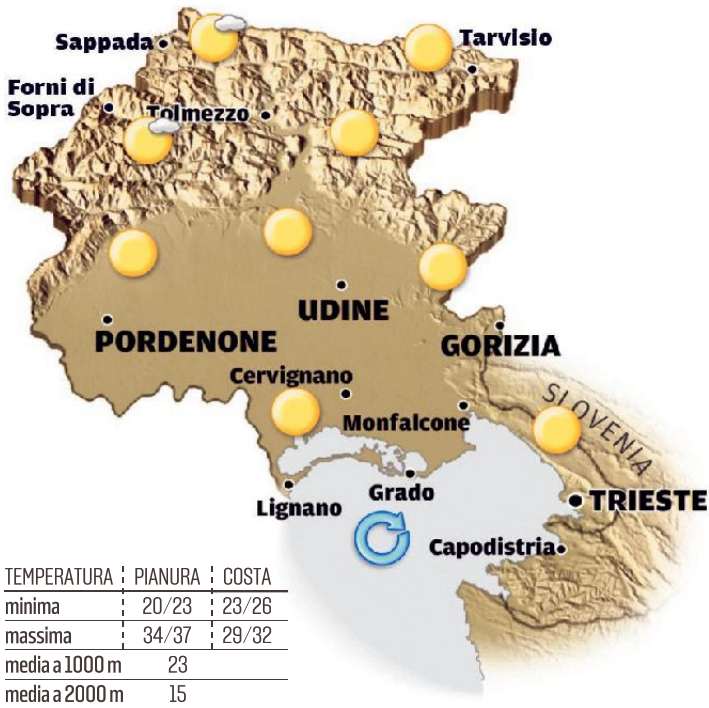 Sappada
Tarvisio
Forni di
Sopra
Tolmezzo
UDINE
PORDENONE
GORIZIA
Cervignano
SLOVENIA
Monfalcone
Grado
Lignano
TRIESTE
Capodistria
TEMPERATURA PIANURA COSTA
minima 20/23 23/26
massima 34/37 29/32
media a 1000 m 23
media a 2000 m 15